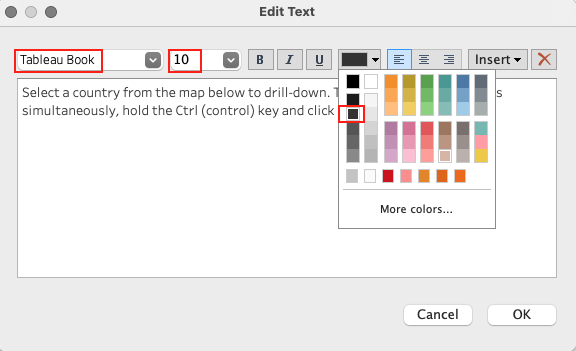 Edit Text
Tableau Book 10 B I U Insert
Select a country from the map below to drill-down. T s
simultaneously, hold the Ctrl (control) key and click
More colors...
Cancel OK